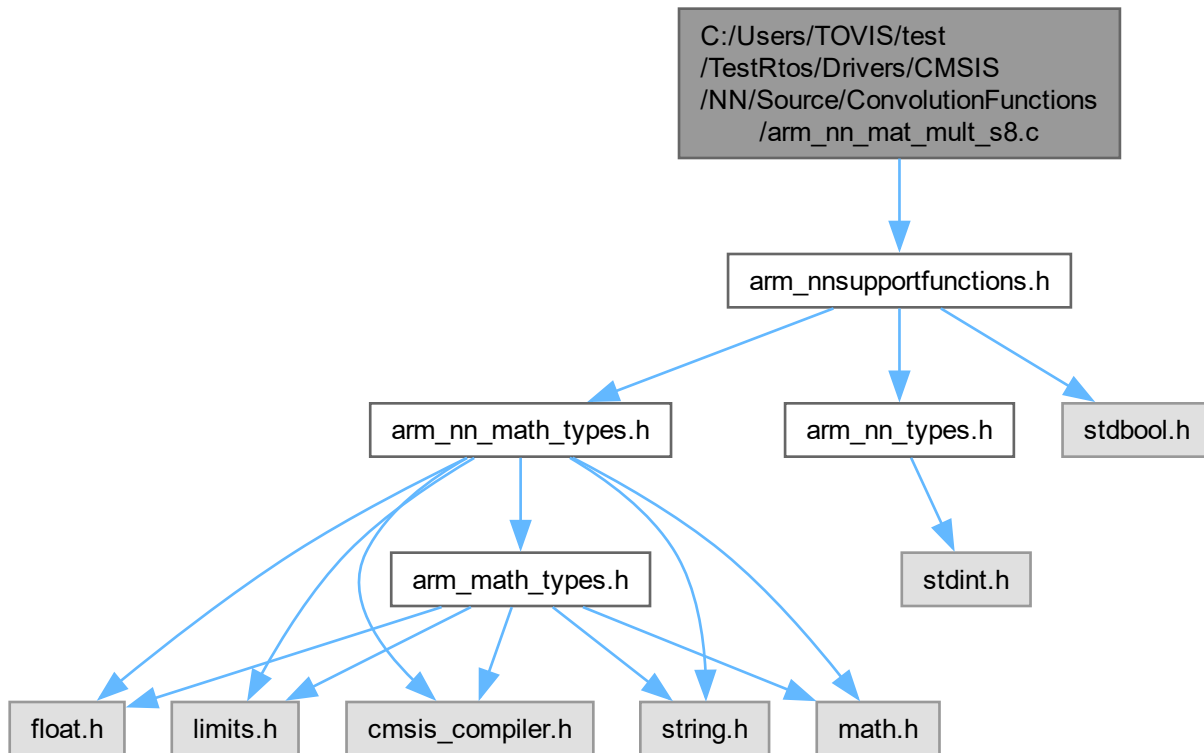 C:/Users/TOVIS/test
/TestRtos/Drivers/CMSIS
/NN/Source/ConvolutionFunctions
/arm_nn_mat_mult_s8.c
arm_nnsupportfunctions.h
arm_nn_math_types.h
arm_nn_types.h
stdbool.h
arm_math_types.h
stdint.h
float.h
limits.h
cmsis_compiler.h
string.h
math.h